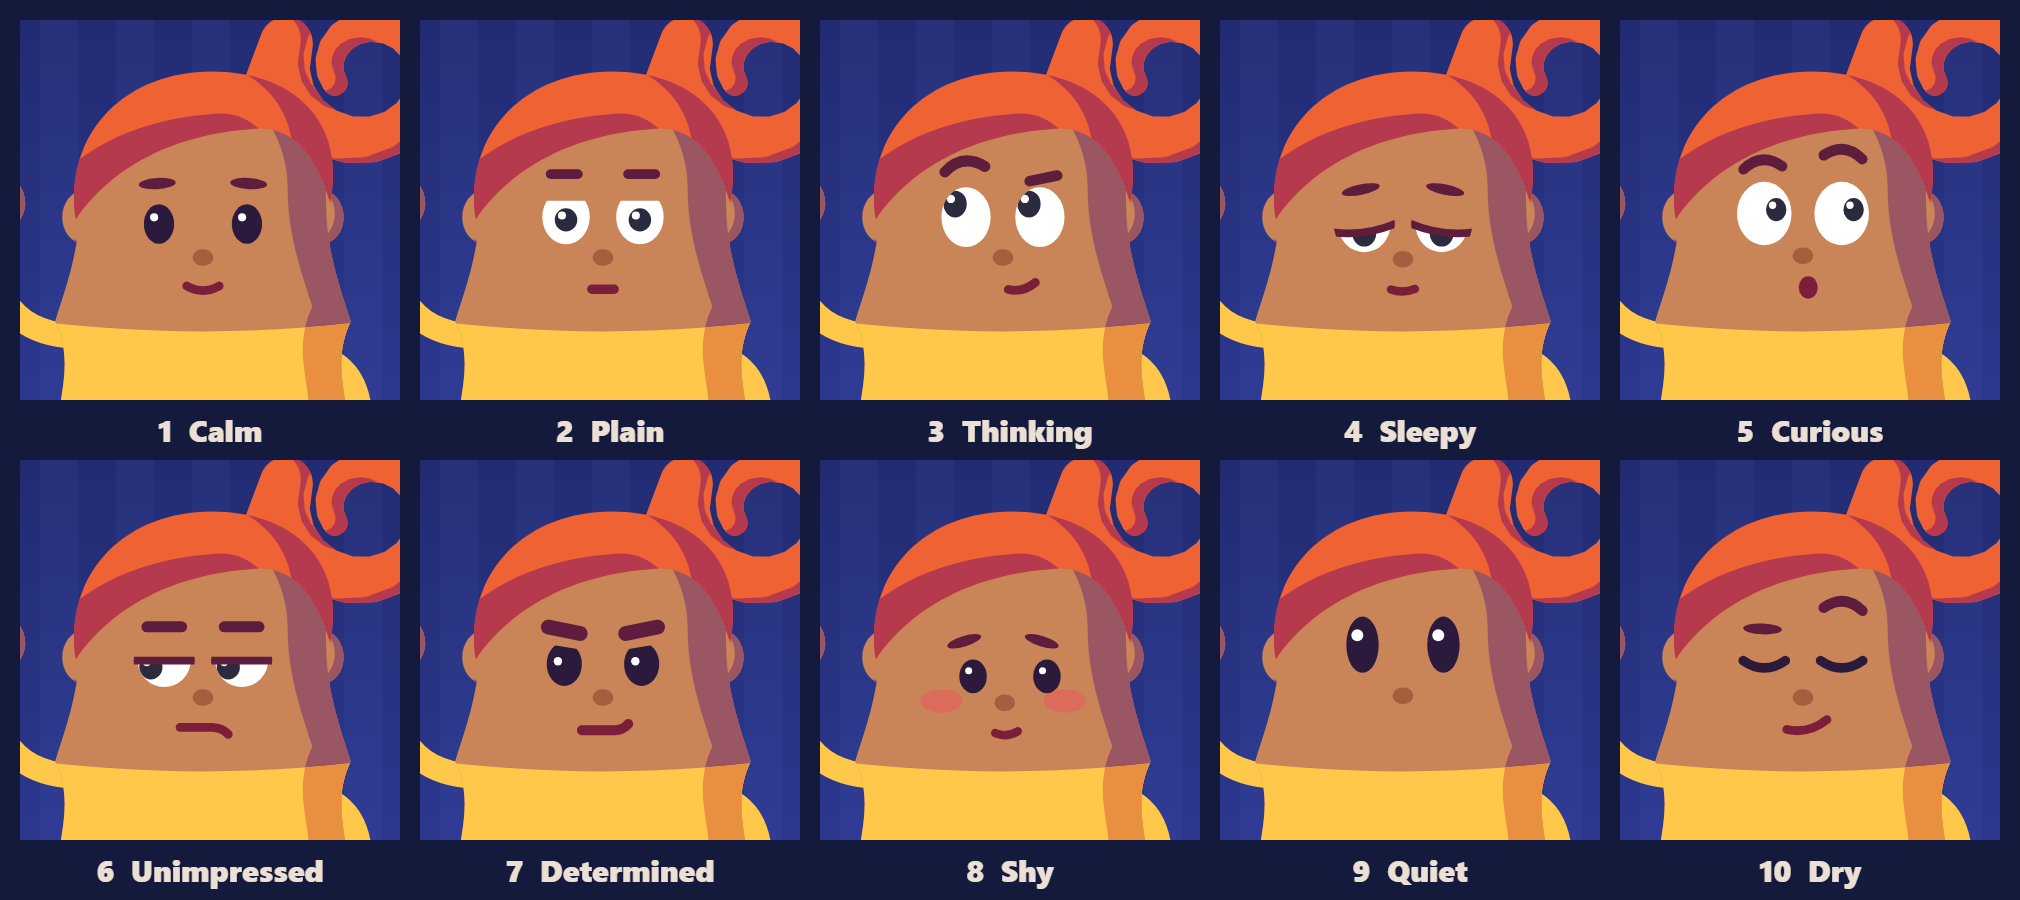 1 Calm
2 Plain
3 Thinking
4 Sleepy
5 Curious
6 Unimpressed
7 Determined
8 Shy
9 Quiet
10 Dry